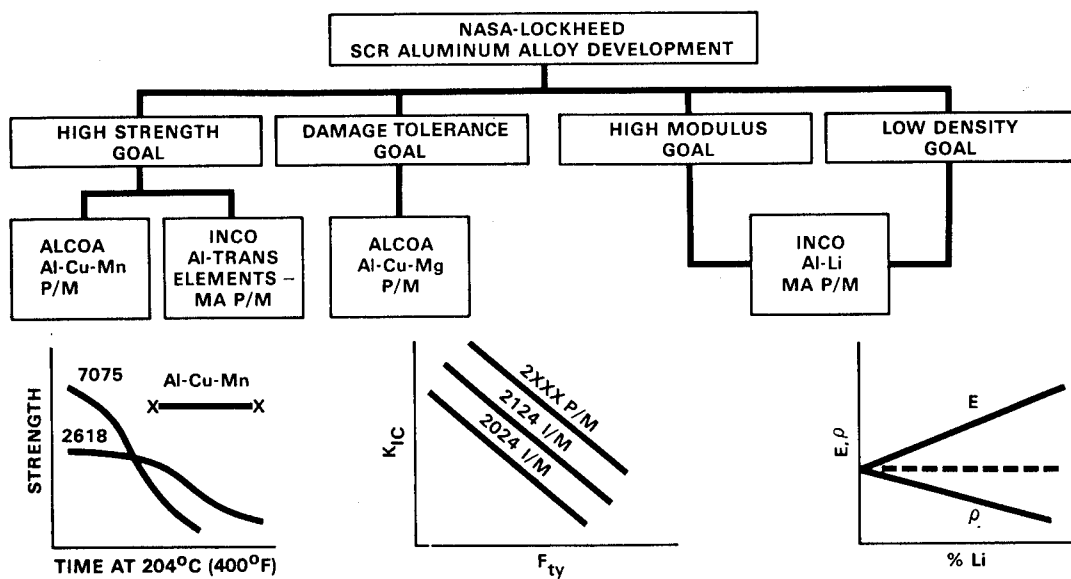 NASA-LOCKHEED
SCR ALUMINUM ALLOY DEVELOPMENT
HIGH STRENGTH
GOAL
DAMAGE TOLERANCE
GOAL
HIGH MODULUS
GOAL
LOW DENSITY
GOAL
ALCOA
Al-Cu-Mn
P/M
INCO
Al-TRANS
ELEMENTS –
MA P/M
ALCOA
Al-Cu-Mg
P/M
INCO
Al-Li
MA P/M
7075
Al-Cu-Mn
X X
2618
STRENGTH
TIME AT 204°C (400°F)
2XXX P/M
2124 I/M
2024 I/M
K_IC
F_ty
E
E, ρ
ρ
% Li